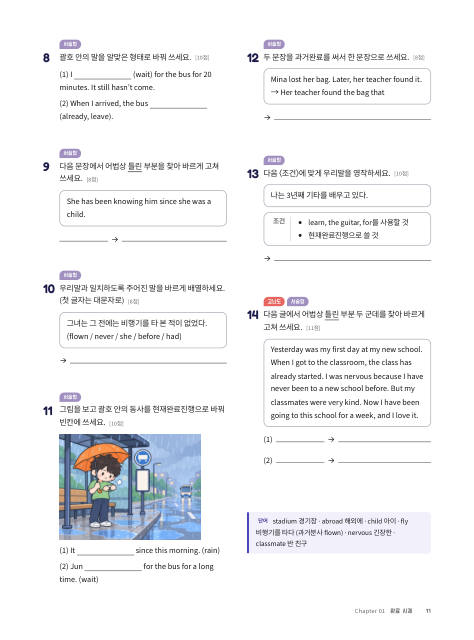 서술형
8 괄호 안의 말을 알맞은 형태로 바꿔 쓰세요. [10점]
(1) I ______________ (wait) for the bus for 20
minutes. It still hasn't come.
(2) When I arrived, the bus ______________
(already, leave).
서술형
9 다음 문장에서 어법상 틀린 부분을 찾아 바르게 고쳐
쓰세요. [8점]
She has been knowing him since she was a
child.
____________ → __________________________
서술형
10 우리말과 일치하도록 주어진 말을 바르게 배열하세요.
(첫 글자는 대문자로) [8점]
그녀는 그 전에는 비행기를 타 본 적이 없었다.
(flown / never / she / before / had)
→ ______________________________________
서술형
11 그림을 보고 괄호 안의 동사를 현재완료진행으로 바꿔
빈칸에 쓰세요. [10점]
(1) It ______________ since this morning. (rain)
(2) Jun ______________ for the bus for a long
time. (wait)
서술형
12 두 문장을 과거완료를 써서 한 문장으로 쓰세요. [8점]
Mina lost her bag. Later, her teacher found it.
→ Her teacher found the bag that
→ ______________________________________
서술형
13 다음 <조건>에 맞게 우리말을 영작하세요. [10점]
나는 3년째 기타를 배우고 있다.
조건
• learn, the guitar, for를 사용할 것
• 현재완료진행으로 쓸 것
→ ______________________________________
고난도 서술형
14 다음 글에서 어법상 틀린 부분 두 군데를 찾아 바르게
고쳐 쓰세요. [11점]
Yesterday was my first day at my new school.
When I got to the classroom, the class has
already started. I was nervous because I have
never been to a new school before. But my
classmates were very kind. Now I have been
going to this school for a week, and I love it.
(1) ____________ → ______________________
(2) ____________ → ______________________
단어 stadium 경기장 · abroad 해외에 · child 아이 · fly
비행기를 타다 (과거분사 flown) · nervous 긴장한 ·
classmate 반 친구
Chapter 01 완료 시제 11